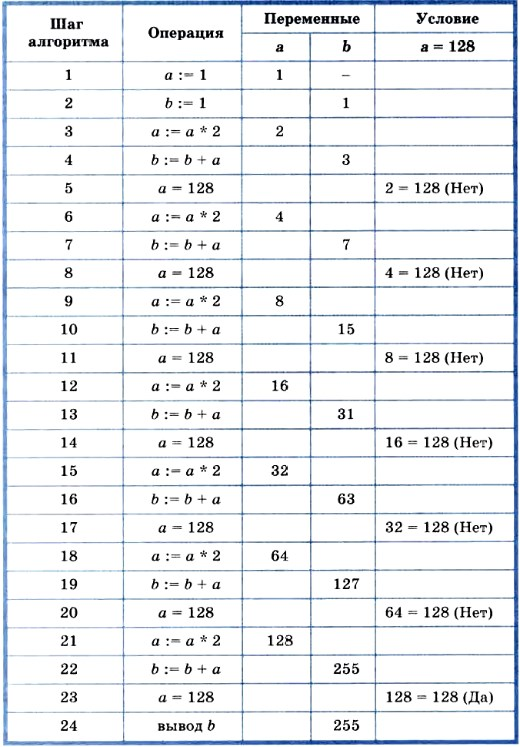 Шаг алгоритма Операция Переменные Условие
a b a = 128
1 a := 1 1 –
2 b := 1 1
3 a := a * 2 2
4 b := b + a 3
5 a = 128 2 = 128 (Нет)
6 a := a * 2 4
7 b := b + a 7
8 a = 128 4 = 128 (Нет)
9 a := a * 2 8
10 b := b + a 15
11 a = 128 8 = 128 (Нет)
12 a := a * 2 16
13 b := b + a 31
14 a = 128 16 = 128 (Нет)
15 a := a * 2 32
16 b := b + a 63
17 a = 128 32 = 128 (Нет)
18 a := a * 2 64
19 b := b + a 127
20 a = 128 64 = 128 (Нет)
21 a := a * 2 128
22 b := b + a 255
23 a = 128 128 = 128 (Да)
24 вывод b 255